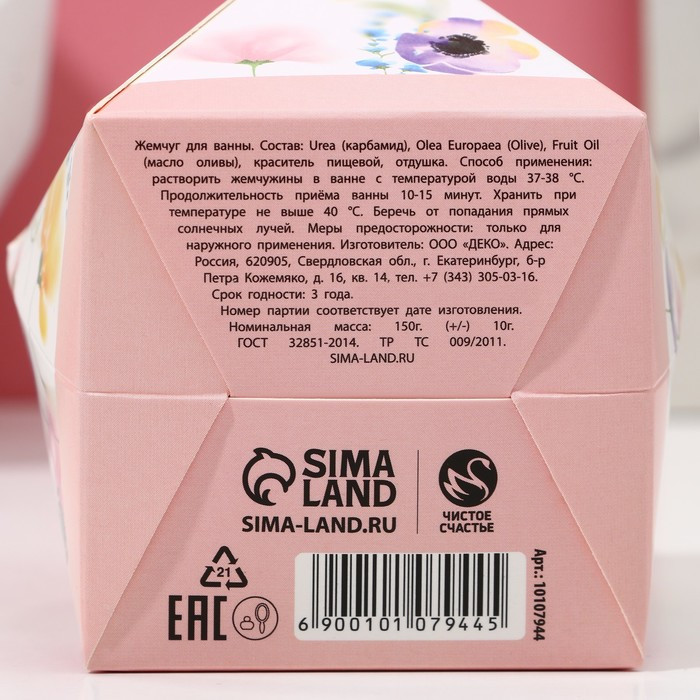 Жемчуг для ванны. Состав: Urea (карбамид), Olea Europaea (Olive), Fruit Oil
(масло оливы), краситель пищевой, отдушка. Способ применения:
растворить жемчужины в ванне с температурой воды 37-38 °С.
Продолжительность приёма ванны 10-15 минут. Хранить при
температуре не выше 40 °С. Беречь от попадания прямых
солнечных лучей. Меры предосторожности: только для
наружного применения. Изготовитель: ООО «ДЕКО». Адрес:
Россия, 620905, Свердловская обл., г. Екатеринбург, б-р
Петра Кожемяко, д. 16, кв. 14, тел. +7 (343) 305-03-16.
Срок годности: 3 года.
Номер партии соответствует дате изготовления.
Номинальная масса: 150г. (+/-) 10г.
ГОСТ 32851-2014. ТР ТС 009/2011.
SIMA-LAND.RU
SIMA
LAND
SIMA-LAND.RU
ЧИСТОЕ
СЧАСТЬЕ
21
EAC
6 900101 079445
Арт.: 10107944